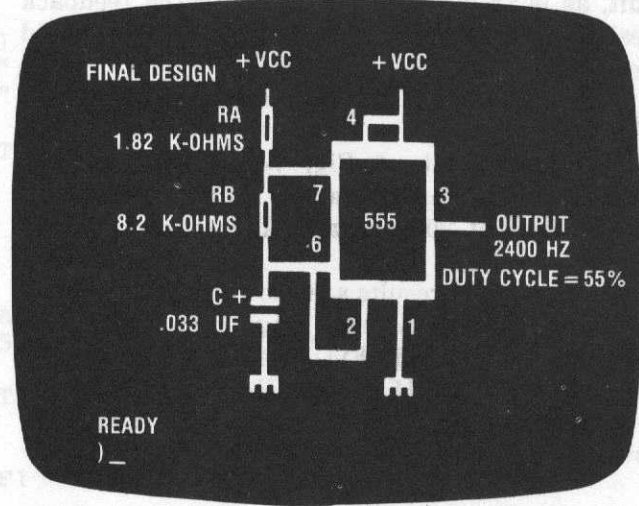 FINAL DESIGN
+VCC
+VCC
RA
1.82 K-OHMS
4
RB
8.2 K-OHMS
7
555
3
6
OUTPUT
2400 HZ
DUTY CYCLE = 55%
C +
.033 UF
2
1
READY
)_